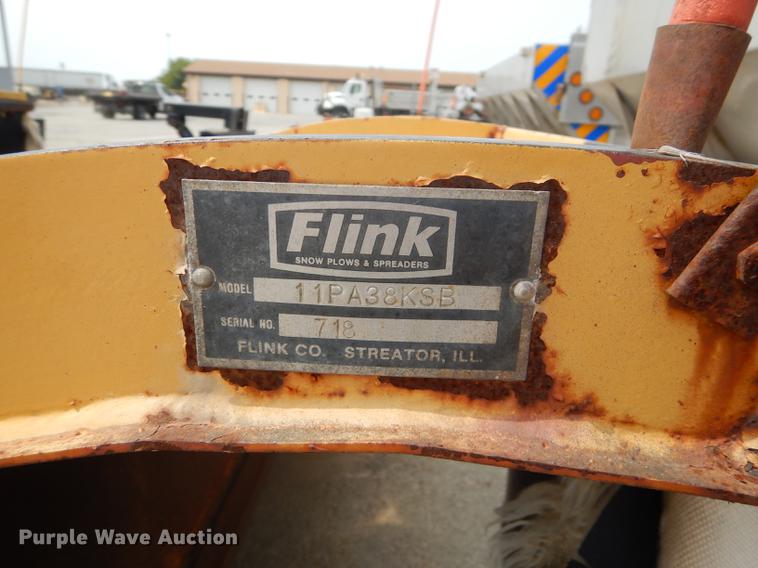 Flink
SNOW PLOWS & SPREADERS
MODEL 11PA38KSB
SERIAL NO. 718
FLINK CO. STREATOR, ILL.
Purple Wave Auction